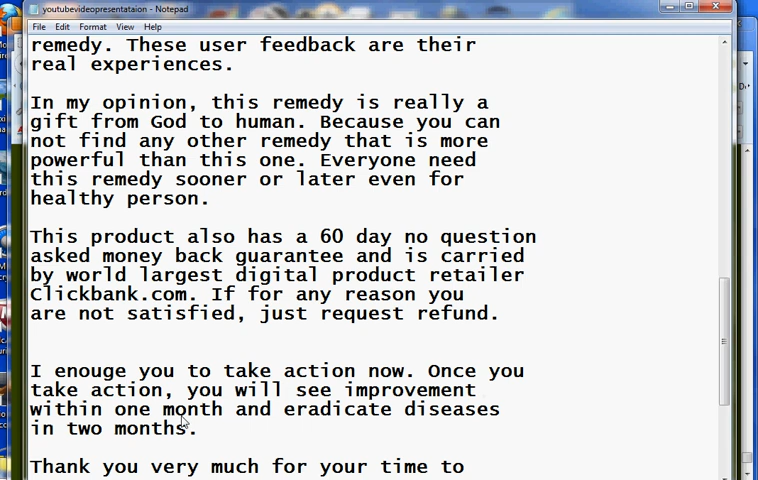 youtubevideopresentataion - Notepad
File Edit Format View Help
remedy. These user feedback are their
real experiences.
In my opinion, this remedy is really a
gift from God to human. Because you can
not find any other remedy that is more
powerful than this one. Everyone need
this remedy sooner or later even for
healthy person.
This product also has a 60 day no question
asked money back guarantee and is carried
by world largest digital product retailer
Clickbank.com. If for any reason you
are not satisfied, just request refund.
I enouge you to take action now. Once you
take action, you will see improvement
within one month and eradicate diseases
in two months.
Thank you very much for your time to